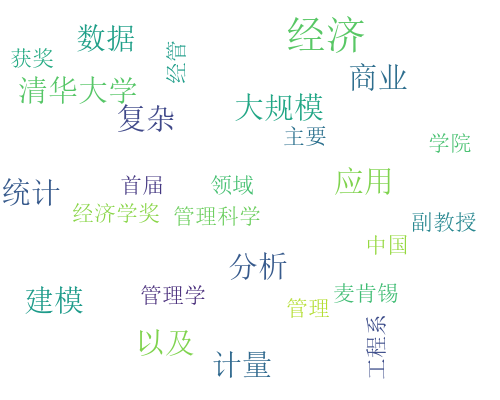 经济
数据
经管
获奖
商业
清华大学
大规模
复杂
主要
学院
应用
统计
首届
领域
经济学奖
管理科学
副教授
中国
分析
麦肯锡
建模
管理学
管理
工程系
以及
计量